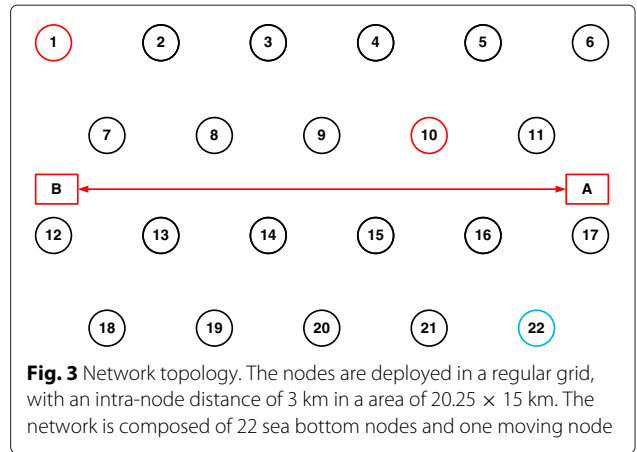 1 2 3 4 5 6
7 8 9 10 11
B A
12 13 14 15 16 17
18 19 20 21 22
Fig. 3 Network topology. The nodes are deployed in a regular grid,
with an intra-node distance of 3 km in a area of 20.25 × 15 km. The
network is composed of 22 sea bottom nodes and one moving node